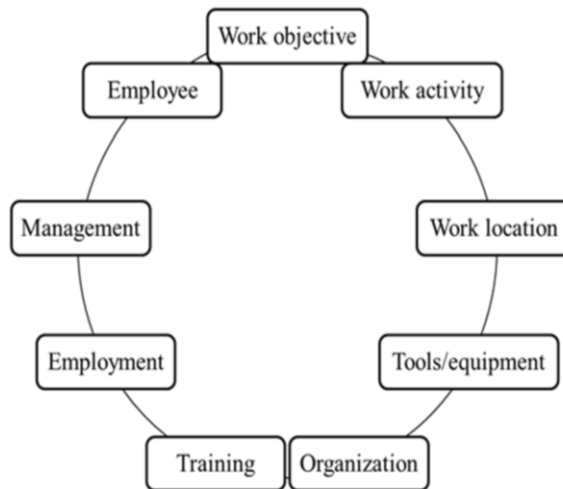 Work objective
Work activity
Work location
Tools/equipment
Organization
Training
Employment
Management
Employee